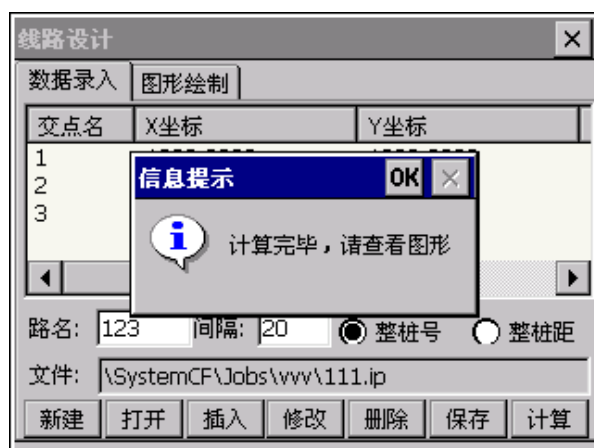 线路设计
数据录入 图形绘制
交点名 X坐标 Y坐标
1
2
3
信息提示 OK
计算完毕，请查看图形
路名: 123 间隔: 20 整桩号 整桩距
文件: \SystemCF\Jobs\vvv\111.ip
新建 打开 插入 修改 删除 保存 计算